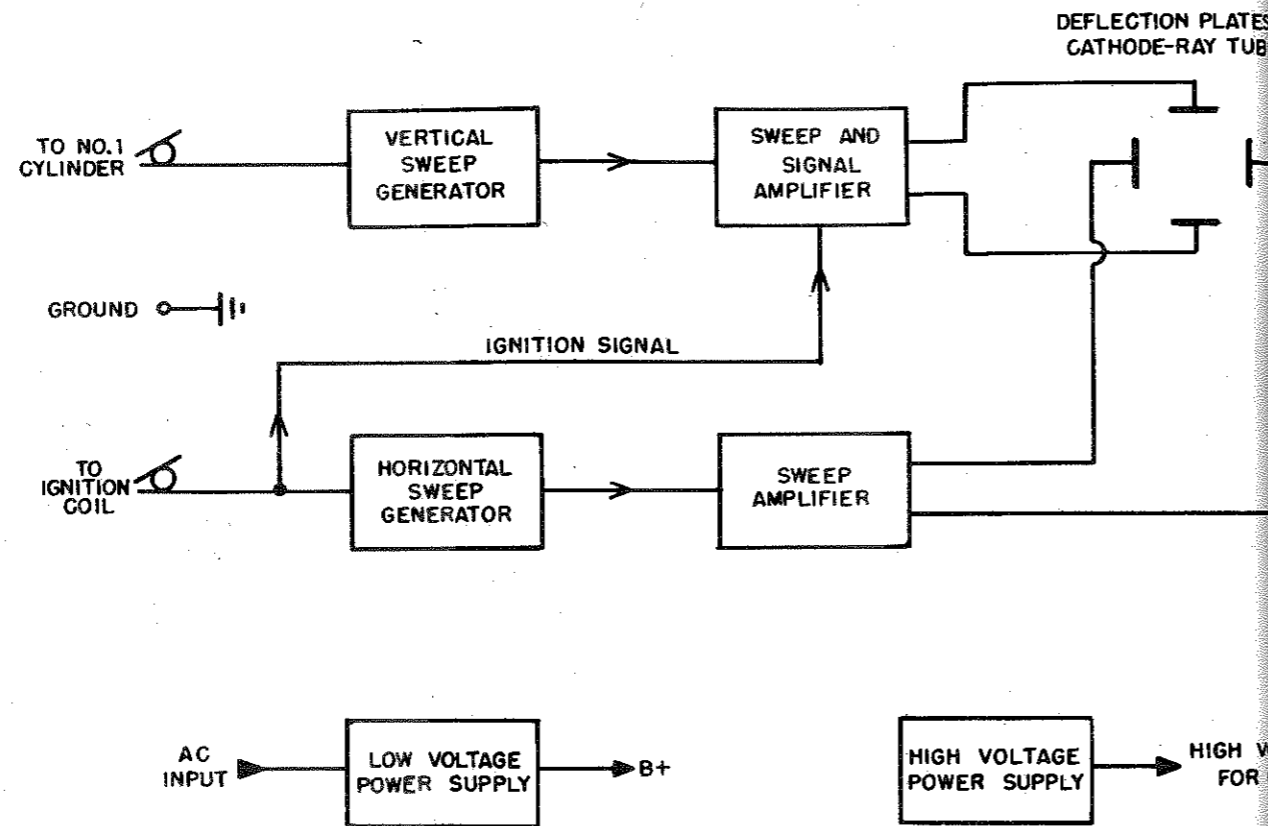 DEFLECTION PLATES
CATHODE-RAY TUB
TO NO.1
CYLINDER
VERTICAL
SWEEP
GENERATOR
SWEEP AND
SIGNAL
AMPLIFIER
GROUND
IGNITION SIGNAL
TO
IGNITION
COIL
HORIZONTAL
SWEEP
GENERATOR
SWEEP
AMPLIFIER
AC
INPUT
LOW VOLTAGE
POWER SUPPLY
B+
HIGH VOLTAGE
POWER SUPPLY
HIGH
FOR